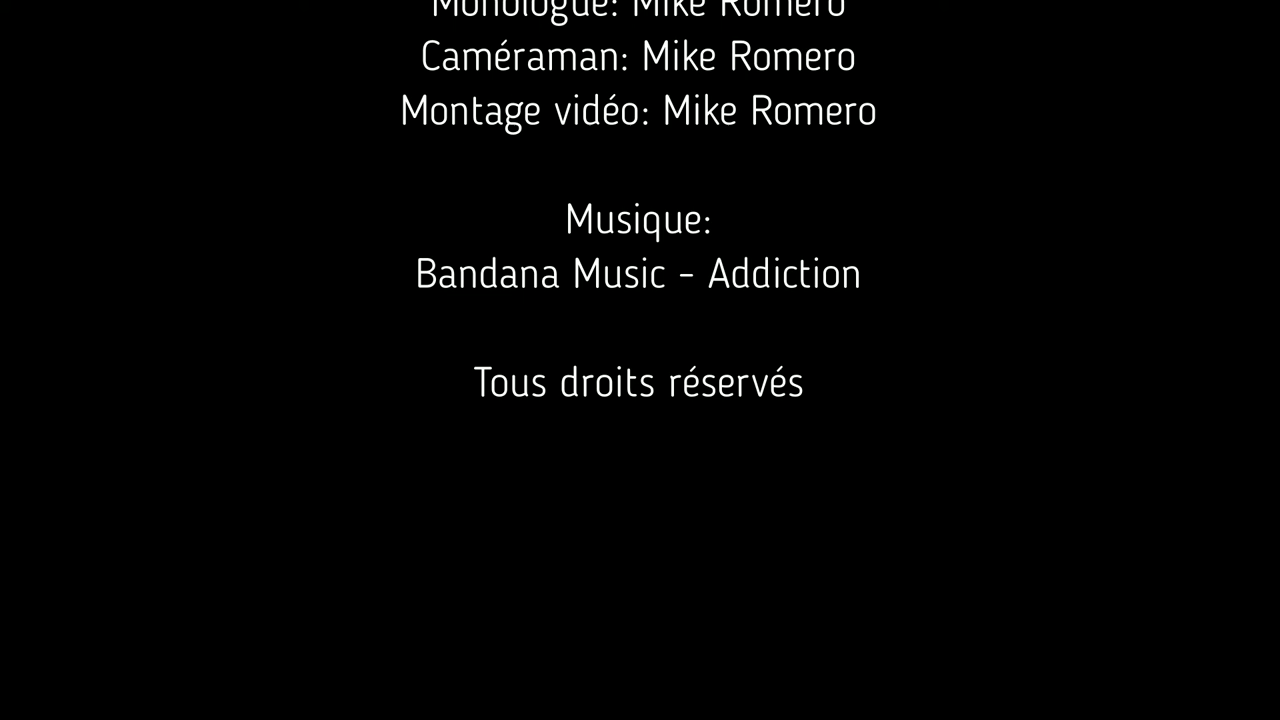 Monologue: Mike Romero
Caméraman: Mike Romero
Montage vidéo: Mike Romero
Musique:
Bandana Music - Addiction
Tous droits réservés